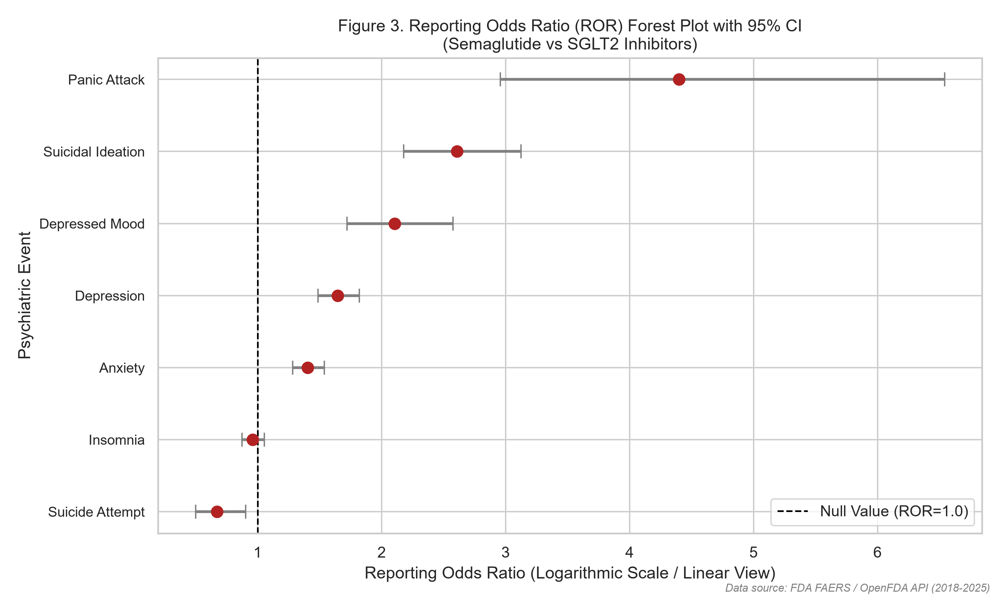 Figure 3. Reporting Odds Ratio (ROR) Forest Plot with 95% CI
(Semaglutide vs SGLT2 Inhibitors)
Psychiatric Event
Panic Attack
Suicidal Ideation
Depressed Mood
Depression
Anxiety
Insomnia
Suicide Attempt
Null Value (ROR=1.0)
1 2 3 4 5 6
Reporting Odds Ratio (Logarithmic Scale / Linear View)
Data source: FDA FAERS / OpenFDA API (2018-2025)